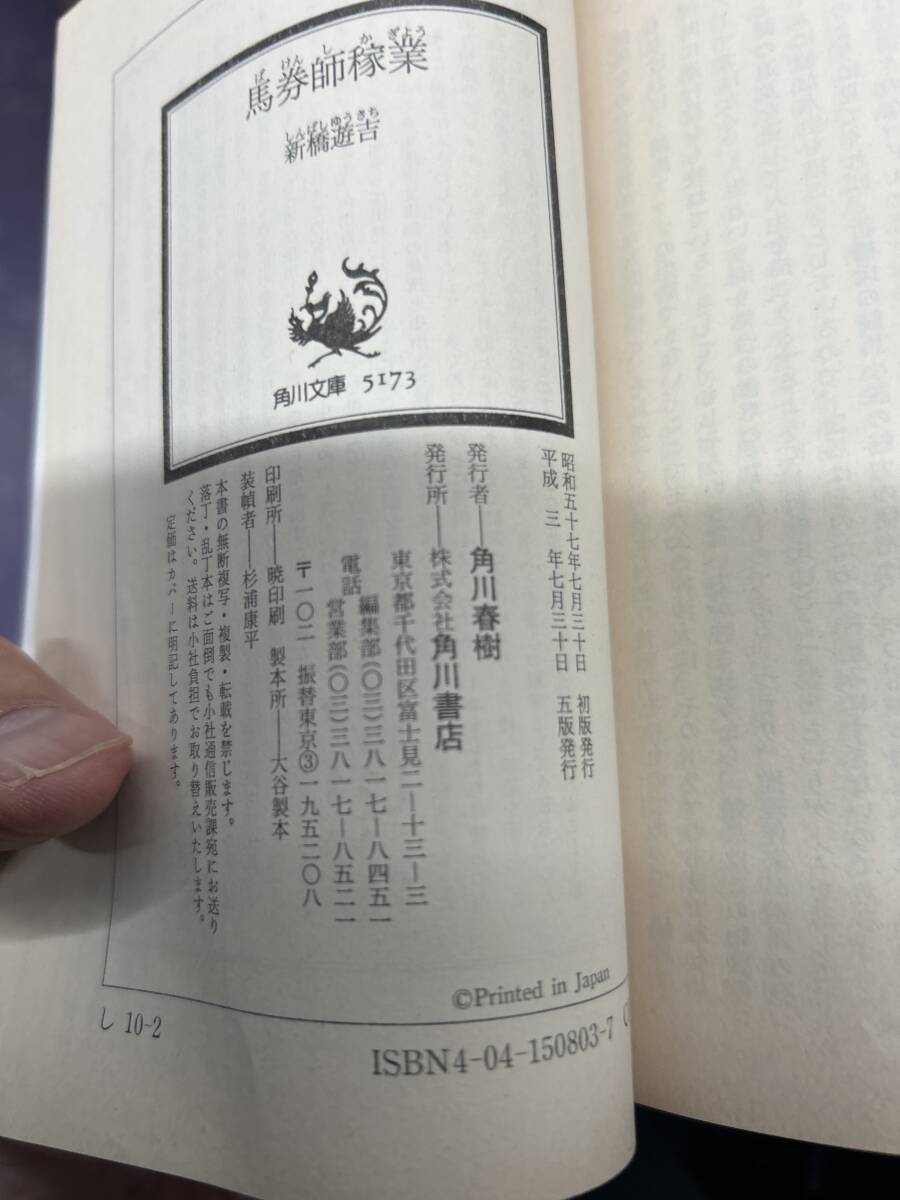 馬券師稼業
ば けん し か ぎょう
新橋遊吉
しんばしゆうきち
角川文庫 5173
昭和五十七年七月三十日 初版発行
平成 三 年七月三十日 五版発行
発行者――角川春樹
発行所――株式会社角川書店
東京都千代田区富士見二―十三―三
編集部(〇三)三八一七―八四五一
電話
営業部(〇三)三八一七―八五二一
〒一〇二 振替東京③一九五二〇八
印刷所――暁印刷 製本所――大谷製本
装幀者――杉浦康平
本書の無断複写・複製・転載を禁じます。
落丁・乱丁本はご面倒でも小社通信販売課宛にお送り
ください。送料は小社負担でお取り替えいたします。
定価はカバーに明記してあります。
©Printed in Japan
し 10-2
ISBN4-04-150803-7 C